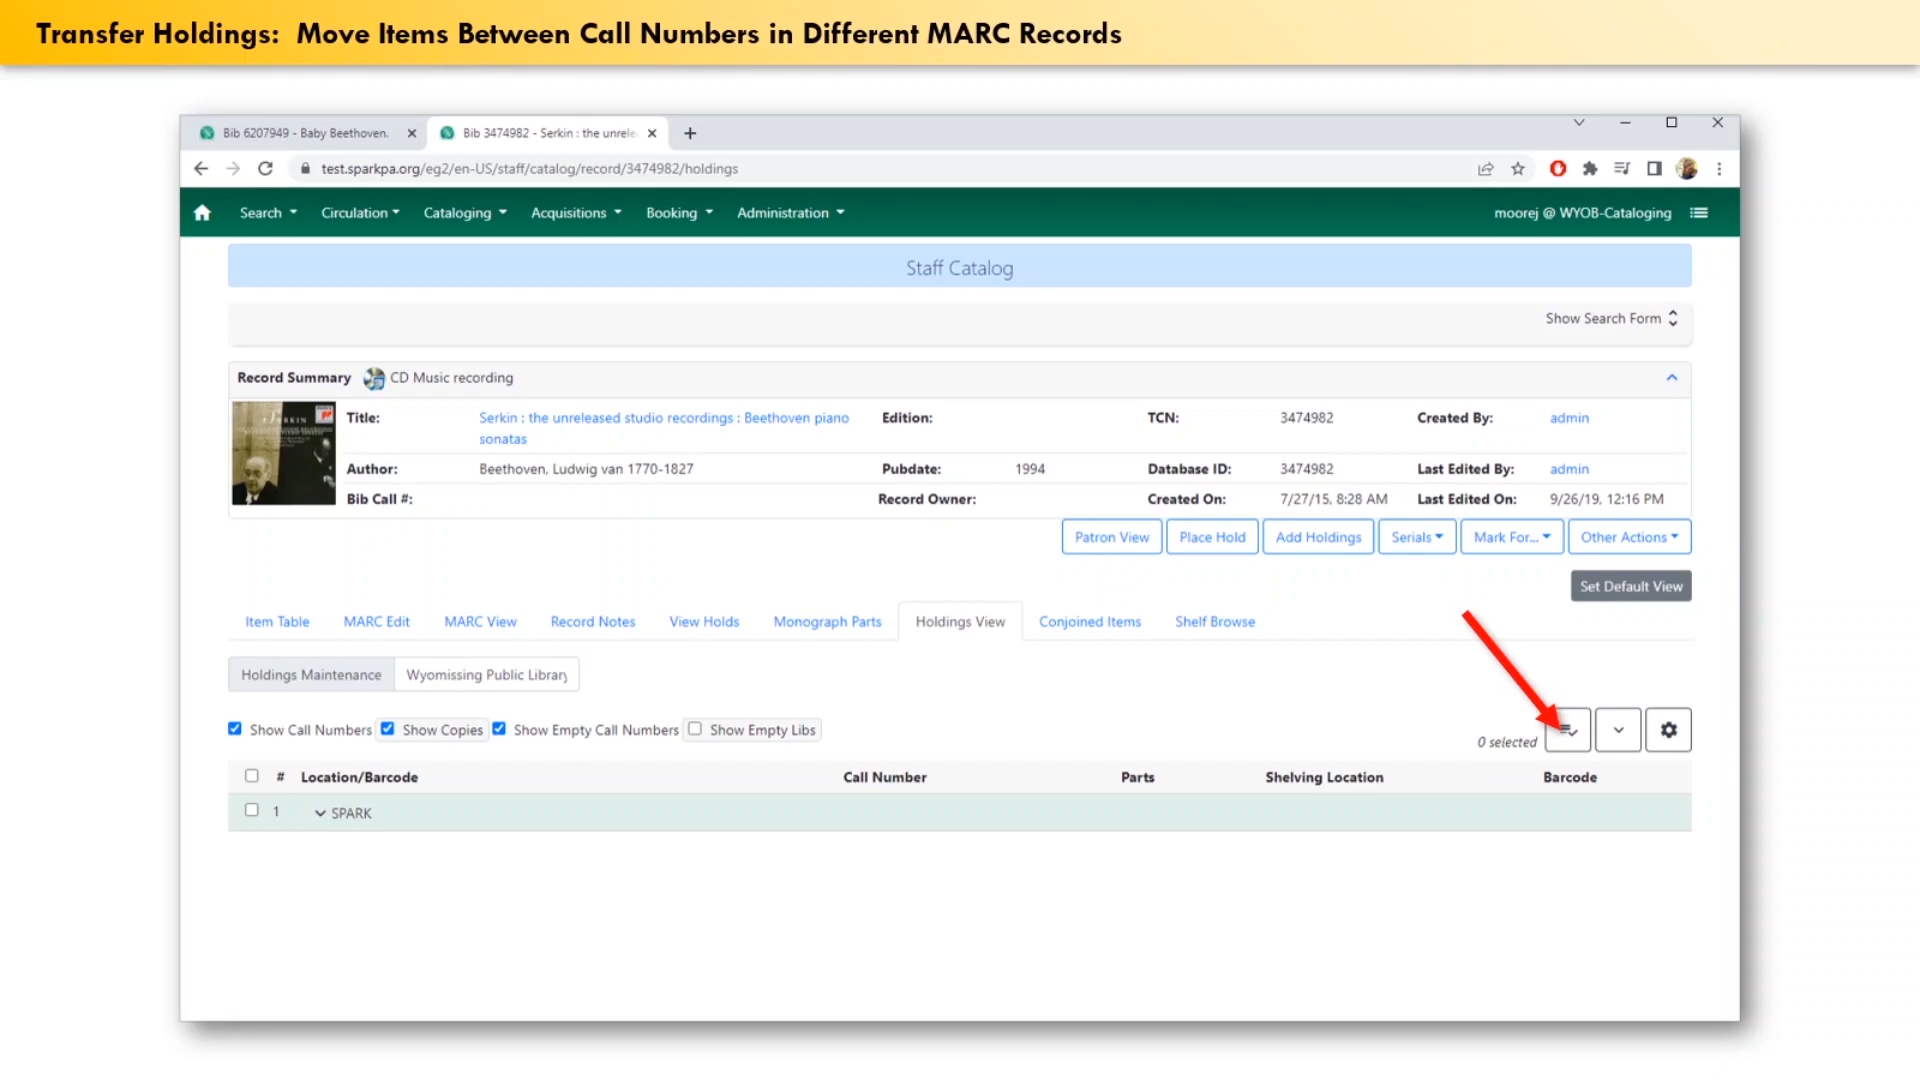 Transfer Holdings: Move Items Between Call Numbers in Different MARC Records
Bib 6207949 - Baby Beethoven.
Bib 3474982 - Serkin : the unrele
test.sparkpa.org/eg2/en-US/staff/catalog/record/3474982/holdings
Search Circulation Cataloging Acquisitions Booking Administration moorej @ WYOB-Cataloging
Staff Catalog
Show Search Form
Record Summary CD Music recording
Title: Serkin : the unreleased studio recordings : Beethoven piano sonatas Edition: TCN: 3474982 Created By: admin
SERKIN
Author: Beethoven, Ludwig van 1770-1827 Pubdate: 1994 Database ID: 3474982 Last Edited By: admin
Bib Call #: Record Owner: Created On: 7/27/15, 8:28 AM Last Edited On: 9/26/19, 12:16 PM
Patron View Place Hold Add Holdings Serials Mark For... Other Actions
Set Default View
Item Table MARC Edit MARC View Record Notes View Holds Monograph Parts Holdings View Conjoined Items Shelf Browse
Holdings Maintenance Wyomissing Public Library
Show Call Numbers Show Copies Show Empty Call Numbers Show Empty Libs
0 selected
# Location/Barcode Call Number Parts Shelving Location Barcode
1 SPARK